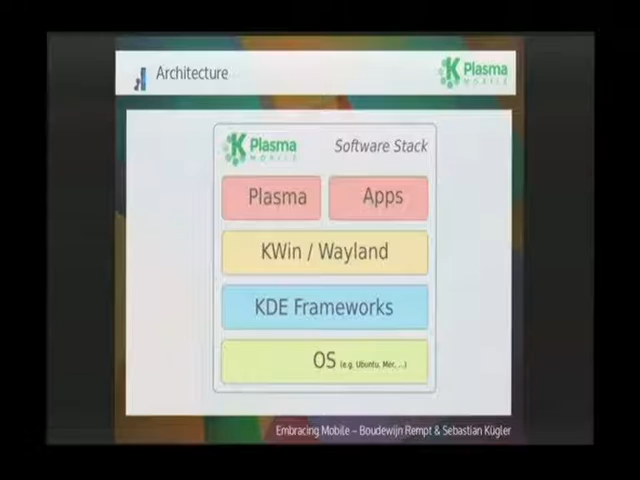 Architecture
Plasma
MOBILE
Plasma
MOBILE
Software Stack
Plasma
Apps
KWin / Wayland
KDE Frameworks
OS (e.g. Ubuntu, Mer, ...)
Embracing Mobile – Boudewijn Rempt & Sebastian Kügler